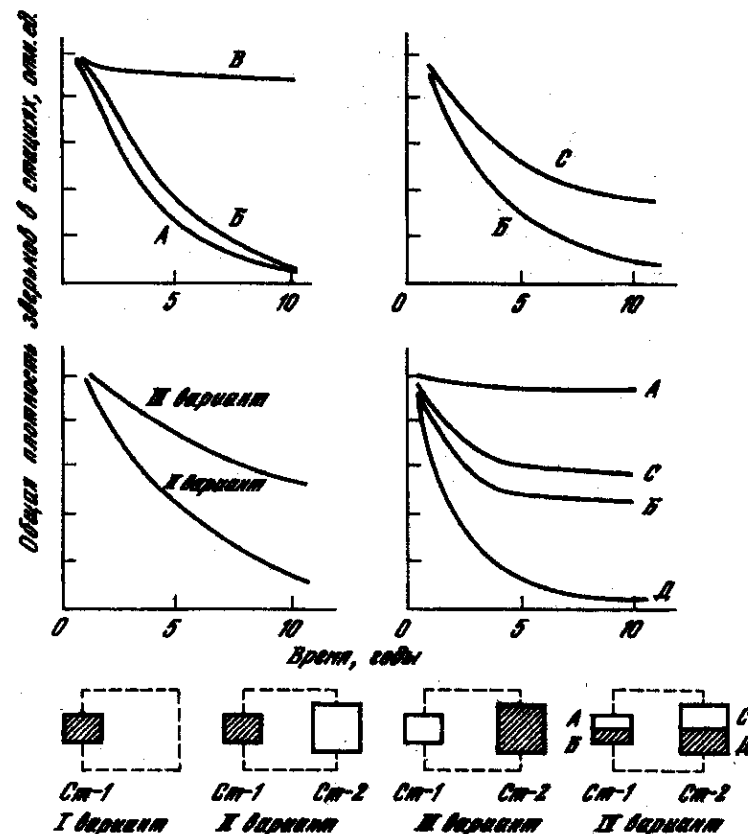 Общая плотность зверьков в стациях, отн. ед.
В
Б
А
5
10
0
С
Б
0
5
10
III вариант
II вариант
0
5
10
А
С
Б
Д
0
5
10
Время, годы
А
Б
С
Д
Ст-1
Ст-1 Ст-2
Ст-1 Ст-2
Ст-1 Ст-2
I вариант
II вариант
III вариант
IV вариант